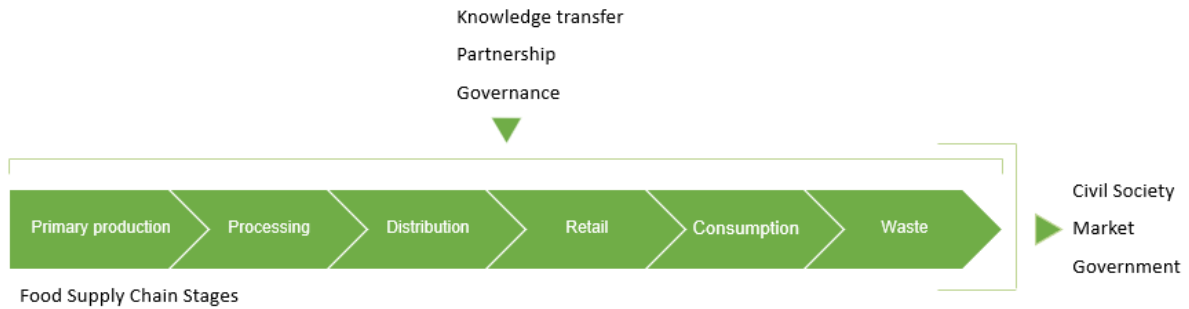 Knowledge transfer
Partnership
Governance
Primary production
Processing
Distribution
Retail
Consumption
Waste
Civil Society
Market
Government
Food Supply Chain Stages